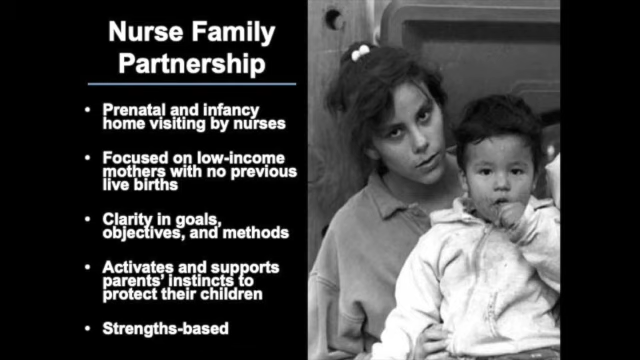 Nurse Family
Partnership
• Prenatal and infancy
home visiting by nurses
• Focused on low-income
mothers with no previous
live births
• Clarity in goals,
objectives, and methods
• Activates and supports
parents’ instincts to
protect their children
• Strengths-based